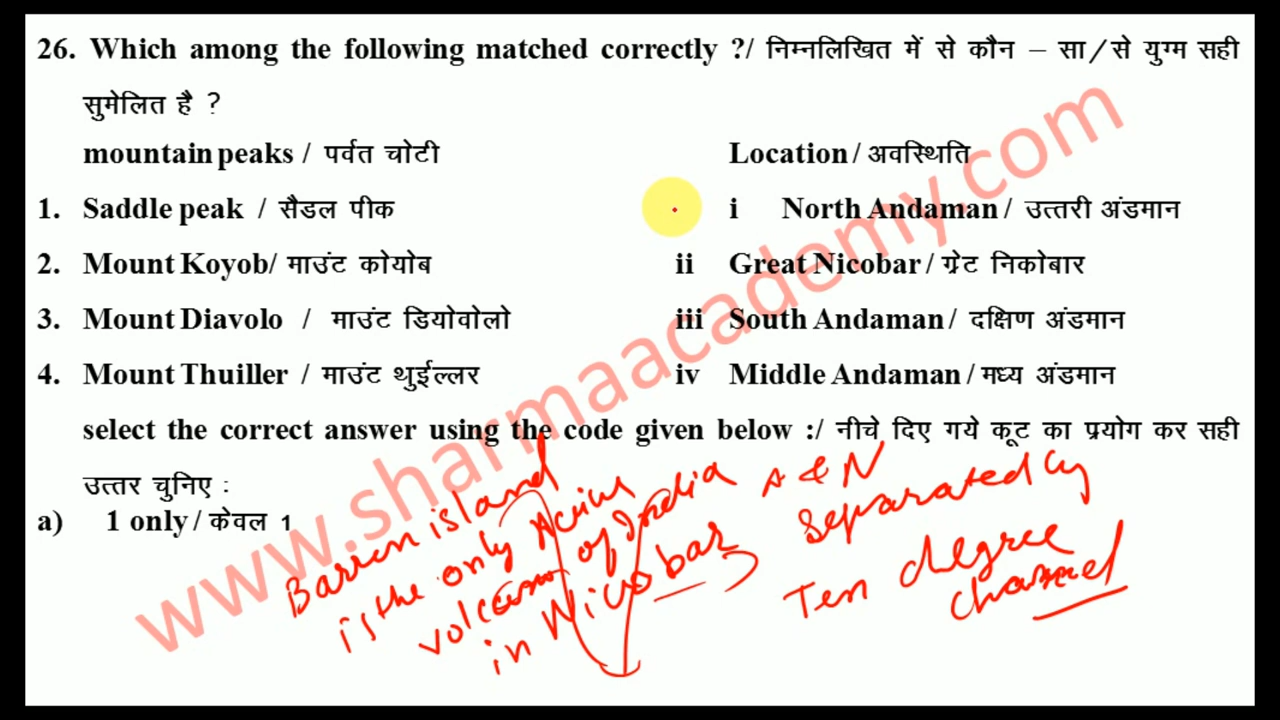 26. Which among the following matched correctly ?/ निम्नलिखित में से कौन – सा/से युग्म सही
सुमेलित है ?
mountain peaks / पर्वत चोटी Location / अवस्थिति
1. Saddle peak / सैडल पीक i North Andaman / उत्तरी अंडमान
2. Mount Koyob/ माउंट कोयोब ii Great Nicobar / ग्रेट निकोबार
3. Mount Diavolo / माउंट डियोवोलो iii South Andaman / दक्षिण अंडमान
4. Mount Thuiller / माउंट थुईल्लर iv Middle Andaman / मध्य अंडमान
select the correct answer using the code given below :/ नीचे दिए गये कूट का प्रयोग कर सही
उत्तर चुनिए :
a) 1 only / केवल 1
Barren island
is the only Active
volcano of India
in Nicobar
A & N
Separated by
Ten degree
channel
www.sharmaacademy.com